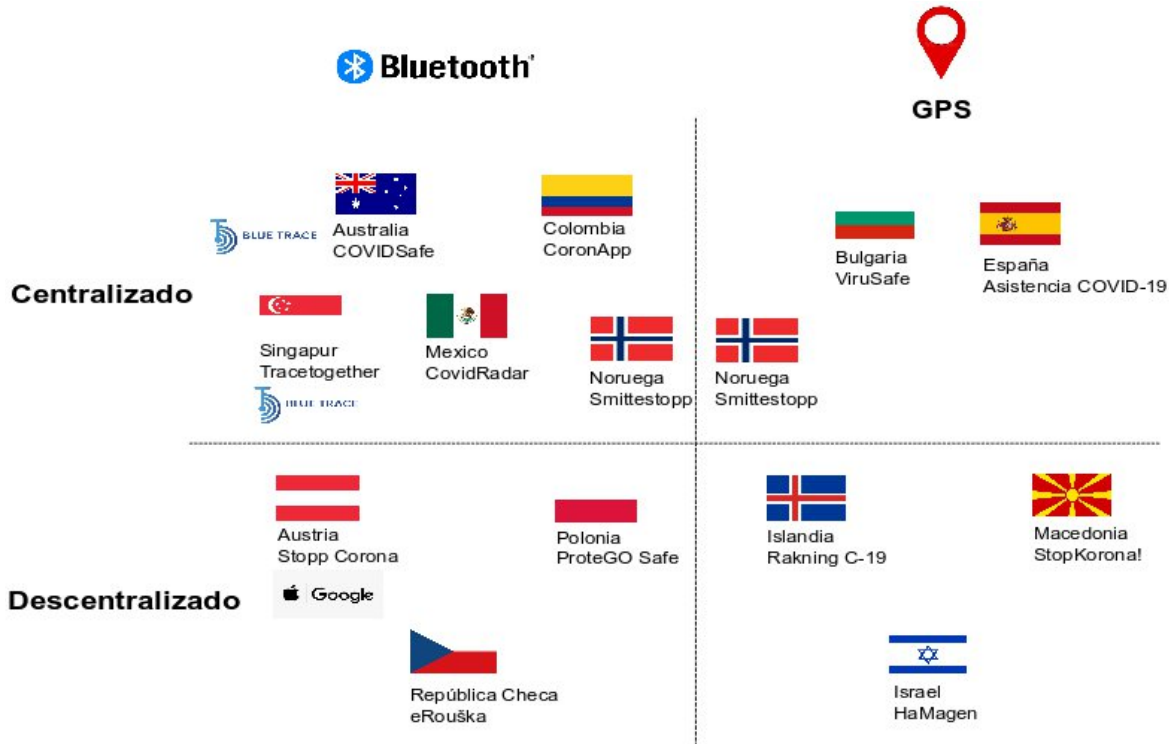 Bluetooth
GPS
Centralizado
BLUE TRACE
Australia
COVIDSafe
Colombia
CoronApp
Bulgaria
ViruSafe
España
Asistencia COVID-19
Singapur
Tracetogether
BLUE TRACE
Mexico
CovidRadar
Noruega
Smittestopp
Noruega
Smittestopp
Descentralizado
Austria
Stopp Corona
Google
Polonia
ProteGO Safe
Islandia
Rakning C-19
Macedonia
StopKorona!
República Checa
eRouška
Israel
HaMagen